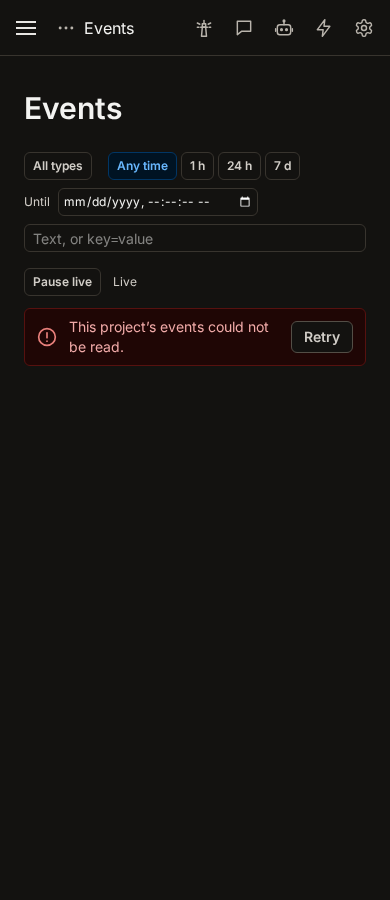 Events
Events
All types Any time 1 h 24 h 7 d
Until mm/dd/yyyy, --:--:-- --
Text, or key=value
Pause live Live
This project's events could not
be read.
Retry